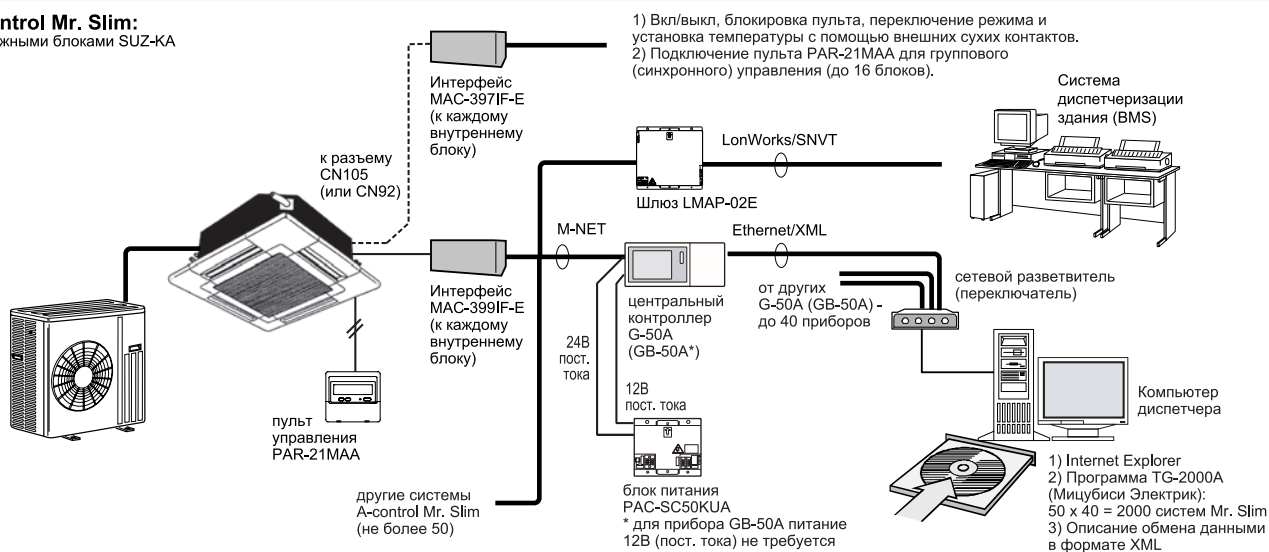 ntrol Mr. Slim:
жными блоками SUZ-KA
1) Вкл/выкл, блокировка пульта, переключение режима и
установка температуры с помощью внешних сухих контактов.
2) Подключение пульта PAR-21MAA для группового
(синхронного) управления (до 16 блоков).
Интерфейс
MAC-397IF-E
(к каждому
внутреннему
блоку)
Система
диспетчеризации
здания (BMS)
LonWorks/SNVT
к разъему
CN105
(или CN92)
Шлюз LMAP-02E
M-NET
Ethernet/XML
Интерфейс
MAC-399IF-E
(к каждому
внутреннему
блоку)
центральный
контроллер
G-50A
(GB-50A*)
от других
G-50A (GB-50A) -
до 40 приборов
сетевой разветвитель
(переключатель)
24В
пост.
тока
12В
пост. тока
пульт
управления
PAR-21MAA
Компьютер
диспетчера
другие системы
A-control Mr. Slim
(не более 50)
блок питания
PAC-SC50KUA
* для прибора GB-50A питание
12В (пост. тока) не требуется
1) Internet Explorer
2) Программа TG-2000A
(Мицубиси Электрик):
50 x 40 = 2000 систем Mr. Slim
3) Описание обмена данными
в формате XML